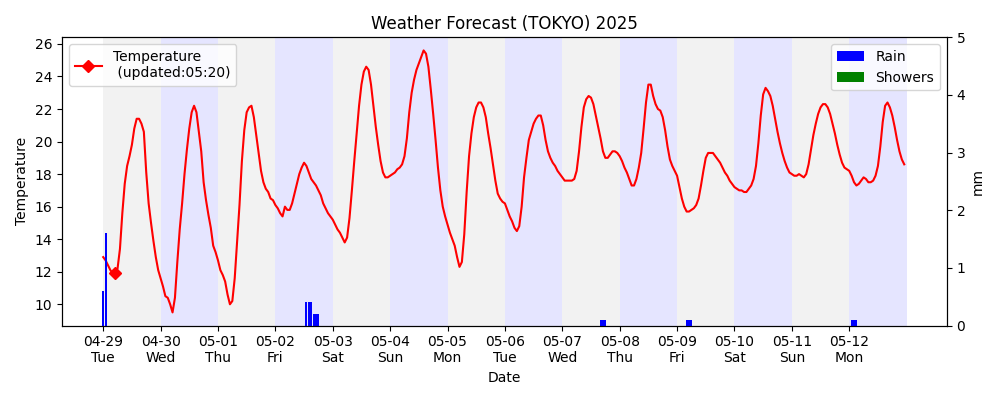 Weather Forecast (TOKYO) 2025
Temperature
(updated:05:20)
Rain
Showers
26
24
22
20
18
16
14
12
10
Temperature
5
4
3
2
1
0
mm
04-29 04-30 05-01 05-02 05-03 05-04 05-05 05-06 05-07 05-08 05-09 05-10 05-11 05-12
Tue Wed Thu Fri Sat Sun Mon Tue Wed Thu Fri Sat Sun Mon
Date